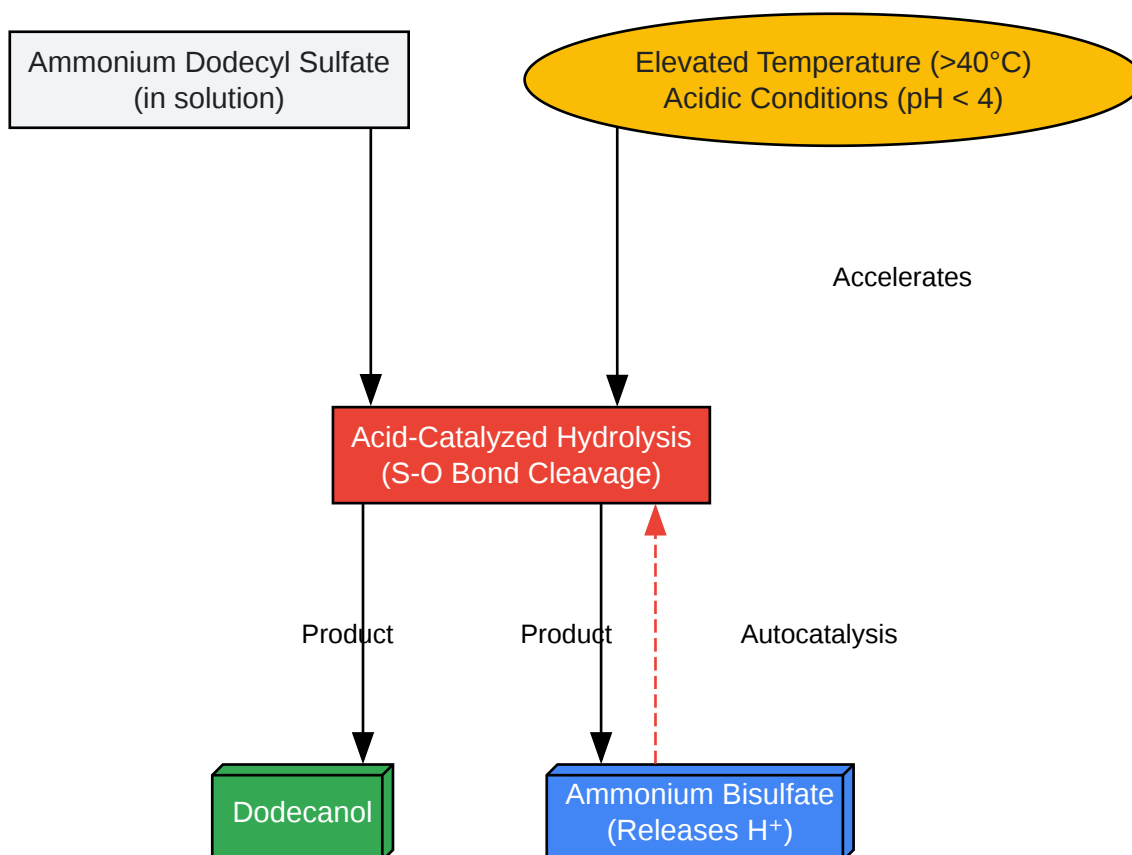 Ammonium Dodecyl Sulfate
(in solution)
Elevated Temperature (>40°C)
Acidic Conditions (pH < 4)
Accelerates
Acid-Catalyzed Hydrolysis
(S-O Bond Cleavage)
Product
Product
Autocatalysis
Dodecanol
Ammonium Bisulfate
(Releases H⁺)